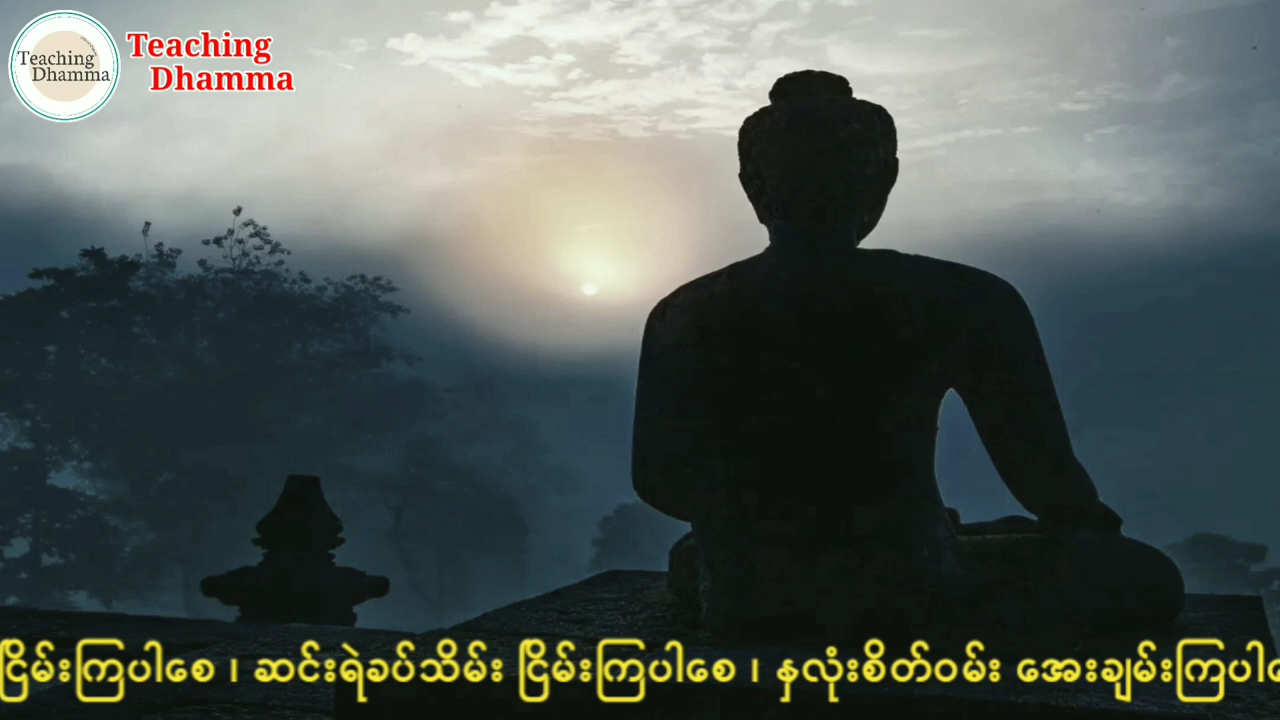 Teaching
Dhamma
Teaching
Dhamma
ငြိမ်းကြပါစေ ၊ ဆင်းရဲခပ်သိမ်း ငြိမ်းကြပါစေ ၊ နှလုံးစိတ်ဝမ်း အေးချမ်းကြပါ